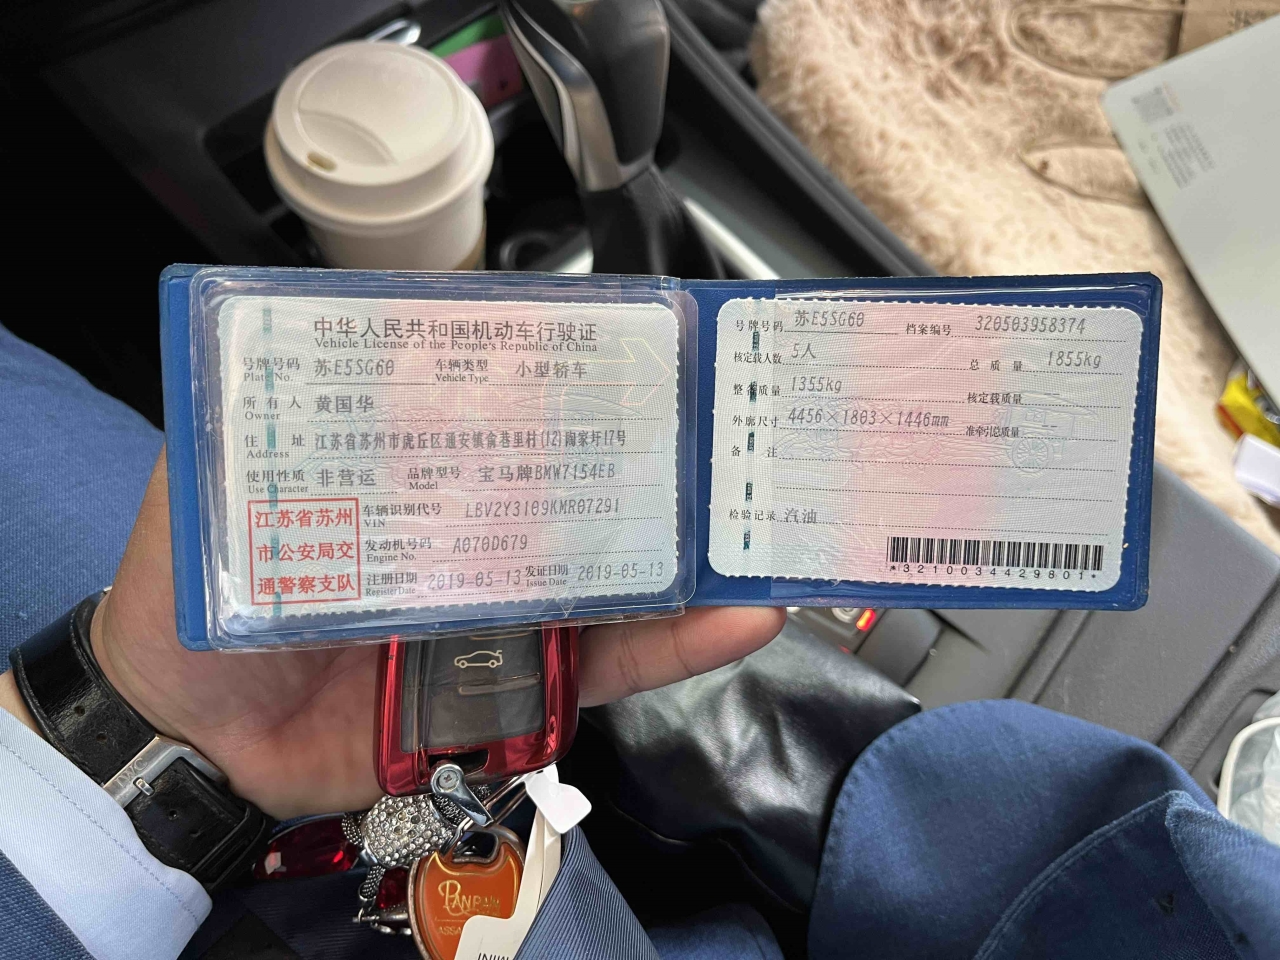 中华人民共和国机动车行驶证
Vehicle License of the People's Republic of China
号牌号码 苏E5SG60 车辆类型 小型轿车
Plate No. Vehicle Type
所有人 黄国华
Owner
住址 江苏省苏州市虎丘区通安镇金巷里村(12)陶家圩17号
Address
使用性质 非营运 品牌型号 宝马牌BMW7154EB
Use Character Model
江苏省苏州
市公安局交
通警察支队
车辆识别代号 LBV2Y3109KMR07291
VIN
发动机号码 A070D679
Engine No.
注册日期 2019-05-13 发证日期 2019-05-13
Register Date Issue Date
号牌号码 苏E5SG60 档案编号 320503958374
核定载人数 5人 总质量 1855kg
整备质量 1355kg 核定载质量 --
外廓尺寸 4456×1803×1446mm 准牵引总质量 --
备注
检验记录 汽油
*3210034429801*
PANPAW